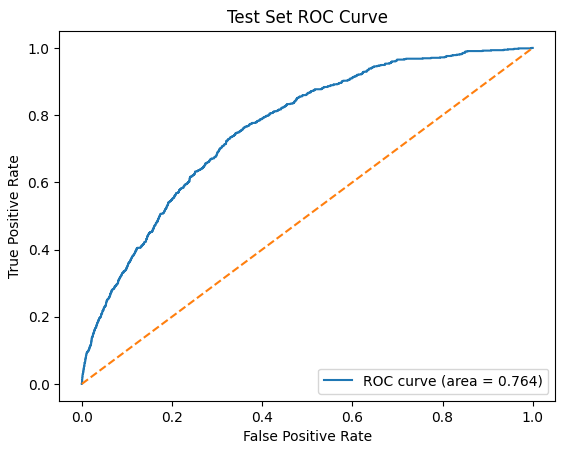 Test Set ROC Curve
1.0
0.8
0.6
0.4
0.2
0.0
True Positive Rate
ROC curve (area = 0.764)
0.0 0.2 0.4 0.6 0.8 1.0
False Positive Rate